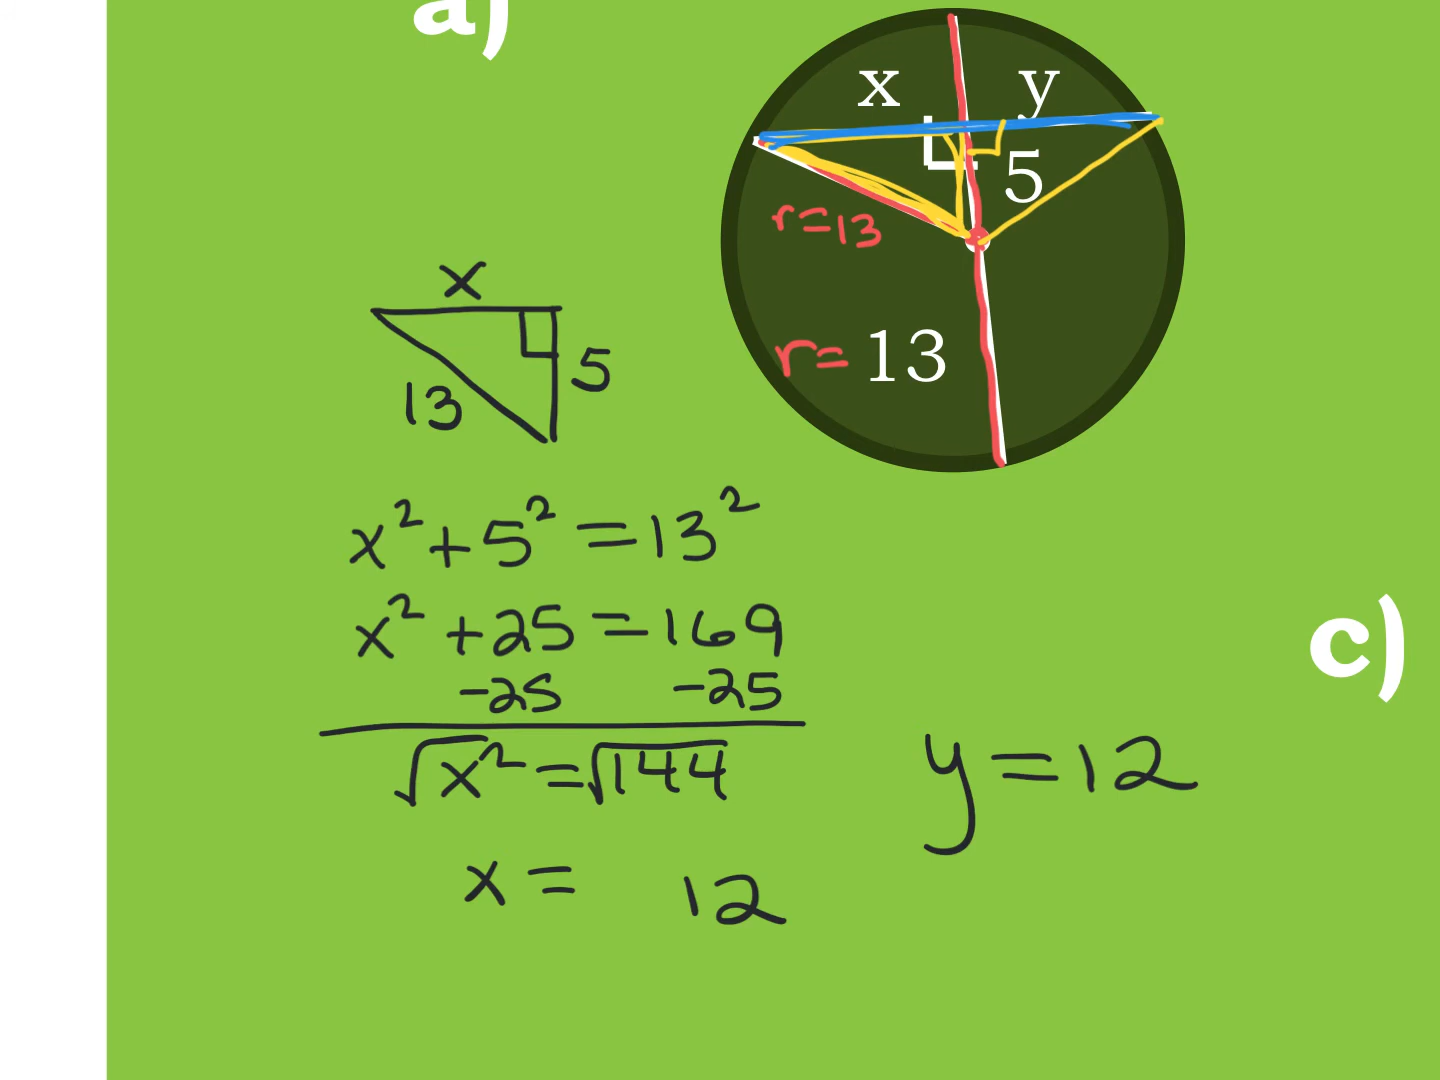 a)
x y
5
r=13
r= 13
x
5
13
x² + 5² = 13²
x² + 25 = 169
-25 -25
√x² = √144
x = 12
c)
y = 12